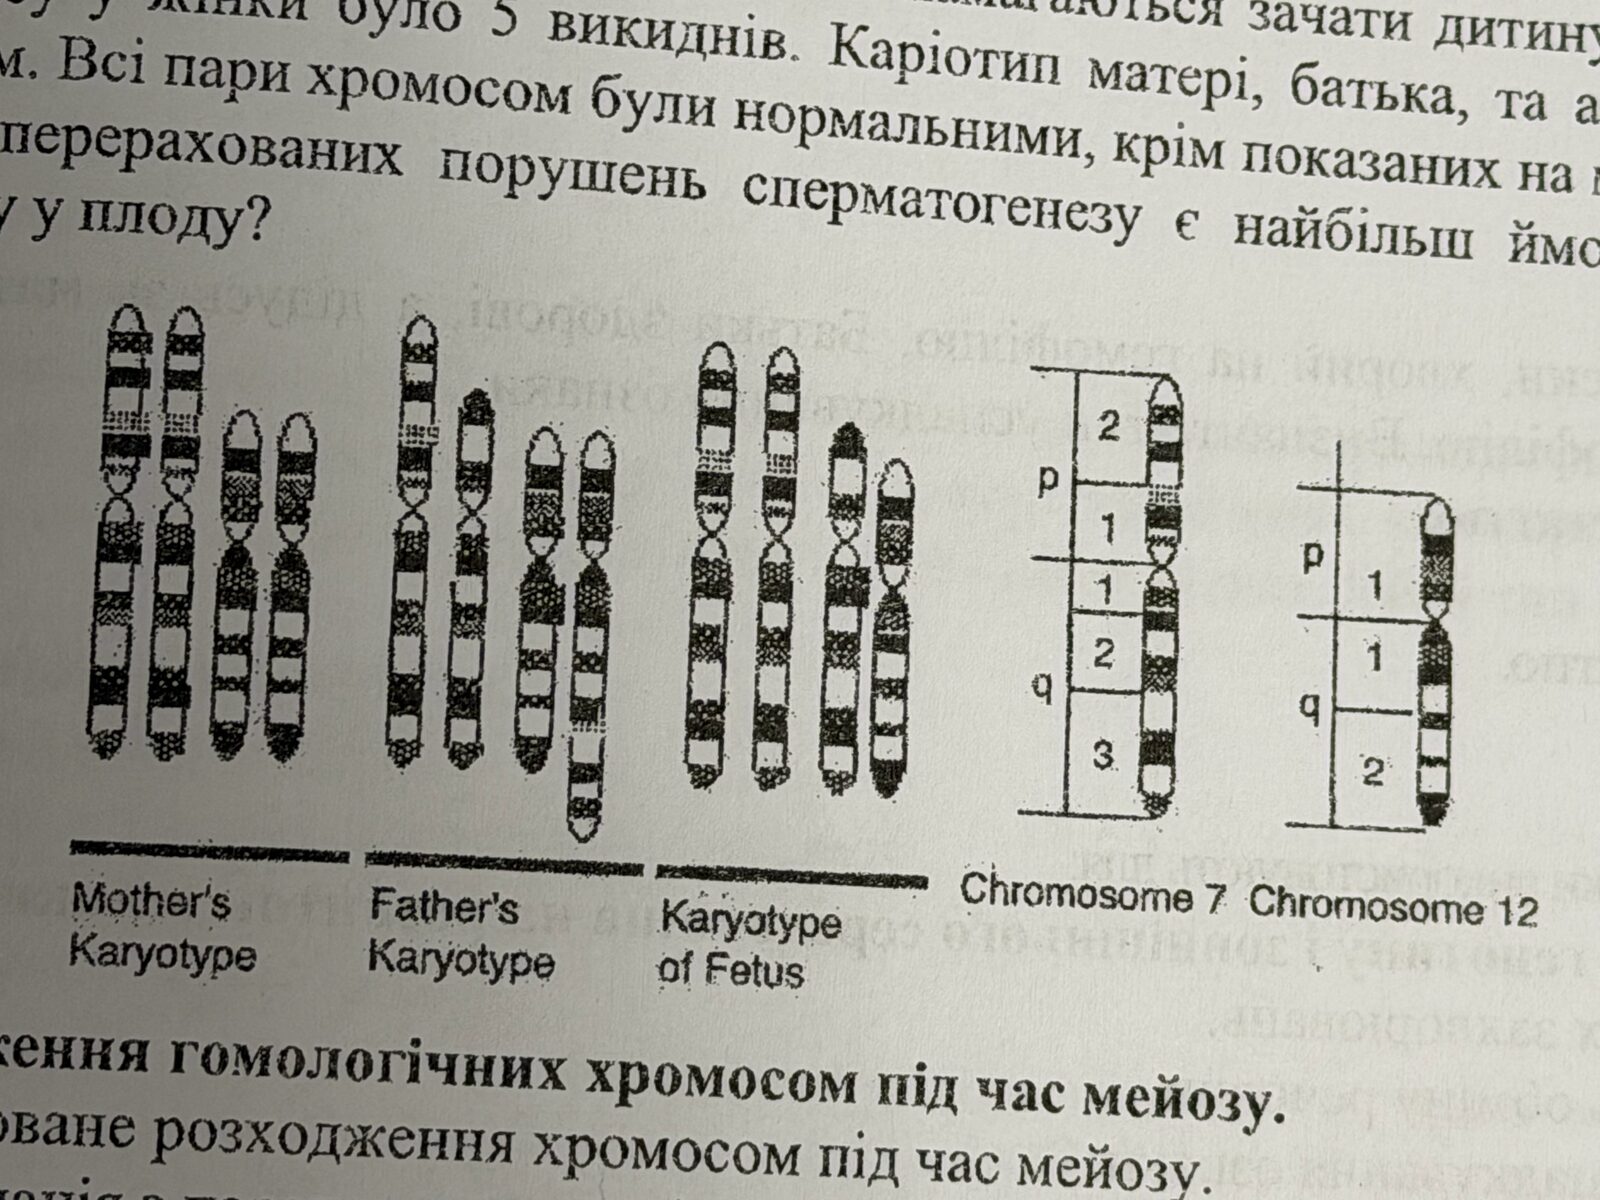 у жінки було 5 викиднів. Каріотип матері, батька, та
зачати дитину
м. Всі пари хромосом були нормальними, крім показаних на
перерахованих порушень сперматогенезу є найбільш
у у плоду?
2
p
1
1
2
q
3
p
1
1
q
2
Mother's
Karyotype
Father's
Karyotype
Karyotype
of Fetus
Chromosome 7
Chromosome 12
ження гомологічних хромосом під час мейозу.
оване розходження хромосом під час мейозу.